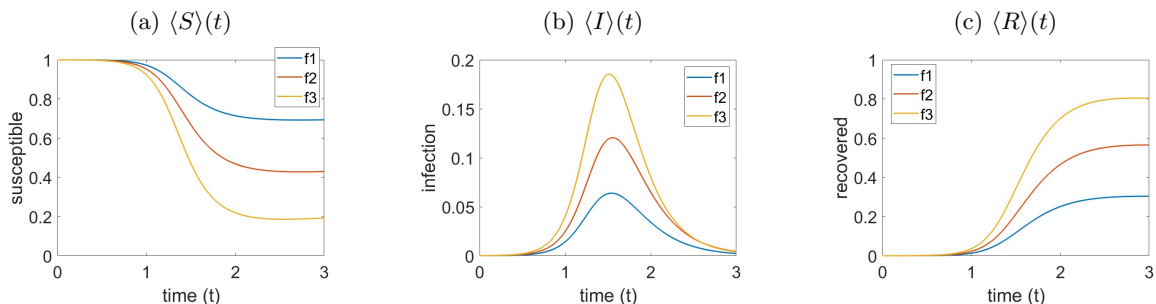 (a) ⟨S⟩(t)
1
0.8
0.6
0.4
0.2
0
0
1
2
3
susceptible
time (t)
f1
f2
f3
(b) ⟨I⟩(t)
0.2
0.15
0.1
0.05
0
0
1
2
3
infection
time (t)
f1
f2
f3
(c) ⟨R⟩(t)
1
0.8
0.6
0.4
0.2
0
0
1
2
3
recovered
time (t)
f1
f2
f3